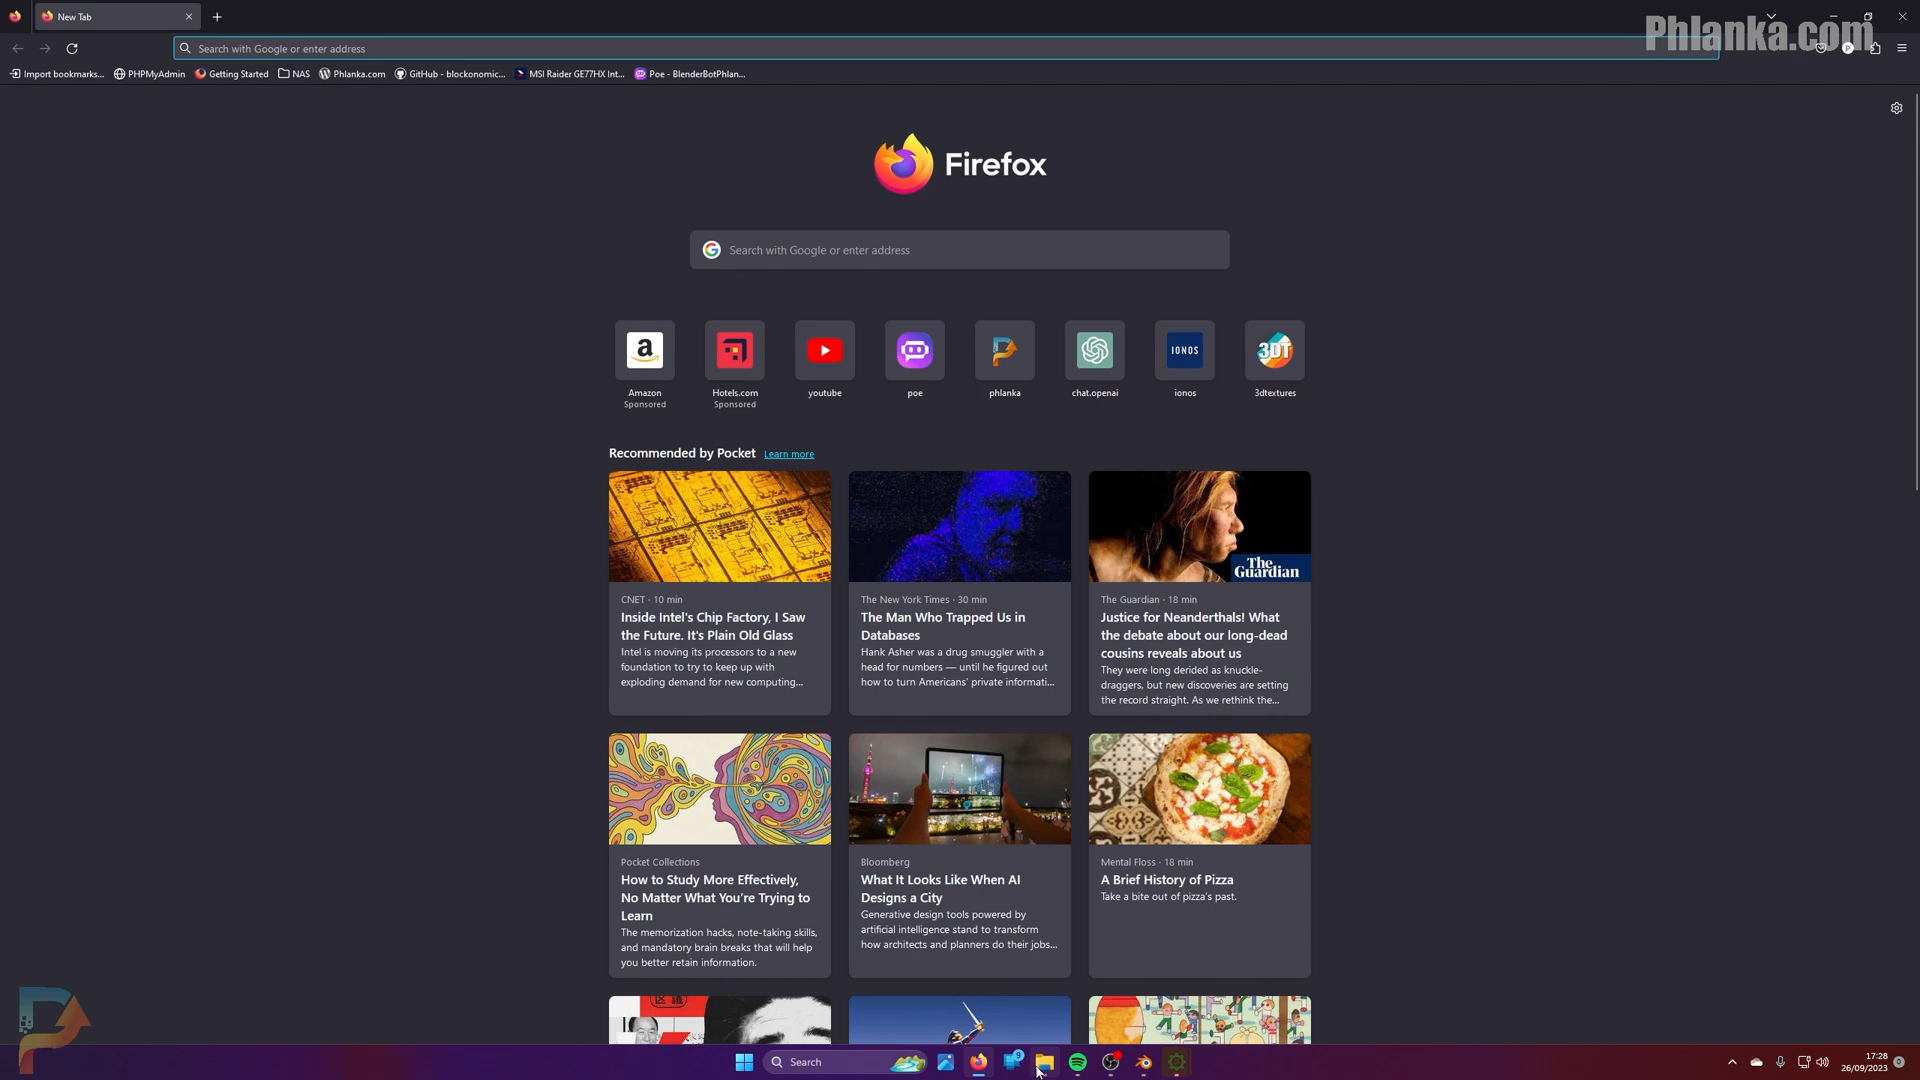 New Tab
Phlanka.com
Search with Google or enter address
Import bookmarks...
PHPMyAdmin
Getting Started
NAS
Phlanka.com
GitHub - blockonomic...
MSI Raider GE77HX Int...
Poe - BlenderBotPhlan...
Firefox
Search with Google or enter address
a
IONOS
3DT
Amazon
Sponsored
Hotels.com
Sponsored
youtube
poe
phlanka
chat.openai
ionos
3dtextures
Recommended by Pocket Learn more
The
Guardian
CNET · 10 min
Inside Intel's Chip Factory, I Saw
the Future. It's Plain Old Glass
Intel is moving its processors to a new
foundation to try to keep up with
exploding demand for new computing...
The New York Times · 30 min
The Man Who Trapped Us in
Databases
Hank Asher was a drug smuggler with a
head for numbers — until he figured out
how to turn Americans' private informati...
The Guardian · 18 min
Justice for Neanderthals! What
the debate about our long-dead
cousins reveals about us
They were long derided as knuckle-
draggers, but new discoveries are setting
the record straight. As we rethink the...
Pocket Collections
How to Study More Effectively,
No Matter What You're Trying to
Learn
The memorization hacks, note-taking skills,
and mandatory brain breaks that will help
you better retain information.
Bloomberg
What It Looks Like When AI
Designs a City
Generative design tools powered by
artificial intelligence stand to transform
how architects and planners do their jobs...
Mental Floss · 18 min
A Brief History of Pizza
Take a bite out of pizza's past.
区議
Search
9
17:28
26/09/2023